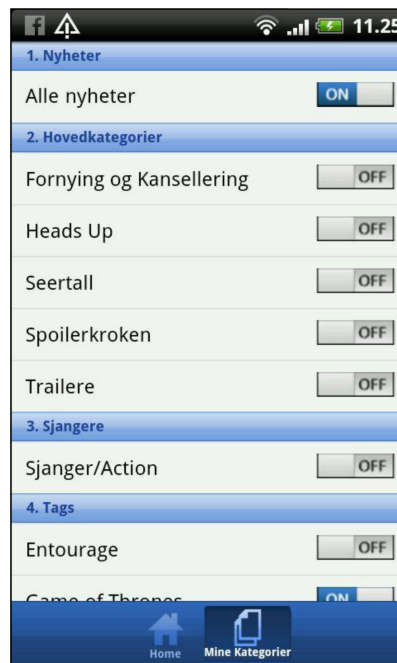 11.25
1. Nyheter
Alle nyheter ON
2. Hovedkategorier
Fornying og Kansellering OFF
Heads Up OFF
Seertall OFF
Spoilerkroken OFF
Trailere OFF
3. Sjangere
Sjanger/Action OFF
4. Tags
Entourage OFF
Game of Thrones ON
Home Mine Kategorier